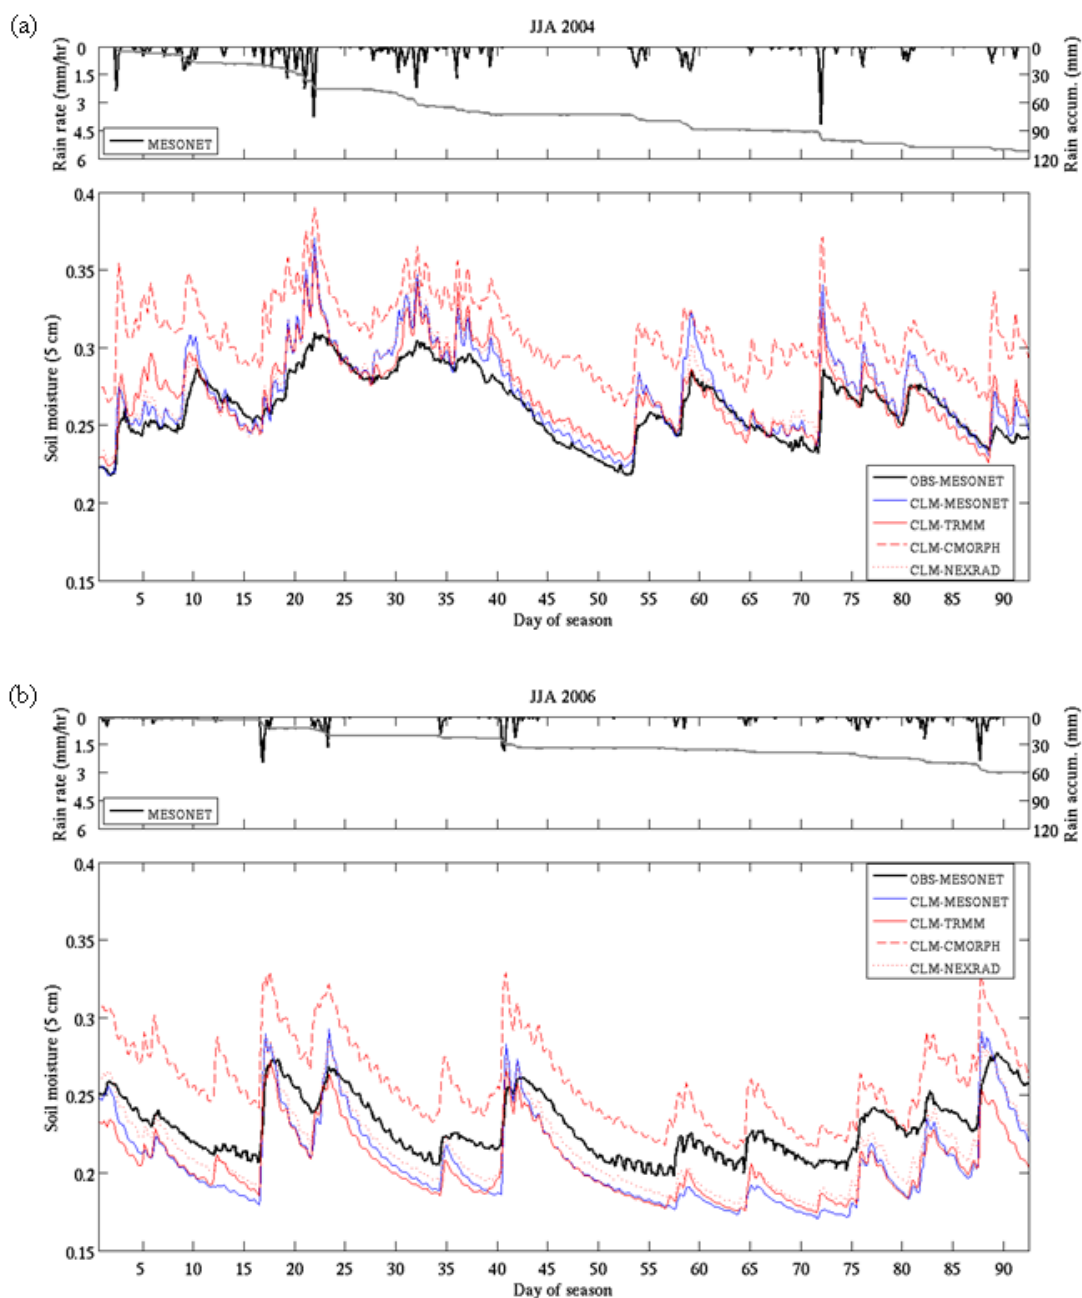 (a)
JJA 2004
Rain rate (mm/hr)
0
1.5
3
4.5
6
MESONET
0
30
60
90
120
Rain accum. (mm)
Soil moisture (5 cm)
0.4
0.35
0.3
0.25
0.2
0.15
OBS-MESONET
CLM-MESONET
CLM-TRMM
CLM-CMORPH
CLM-NEXRAD
5 10 15 20 25 30 35 40 45 50 55 60 65 70 75 80 85 90
Day of season
(b)
JJA 2006
Rain rate (mm/hr)
0
1.5
3
4.5
6
MESONET
0
30
60
90
120
Rain accum. (mm)
Soil moisture (5 cm)
0.4
0.35
0.3
0.25
0.2
0.15
OBS-MESONET
CLM-MESONET
CLM-TRMM
CLM-CMORPH
CLM-NEXRAD
5 10 15 20 25 30 35 40 45 50 55 60 65 70 75 80 85 90
Day of season